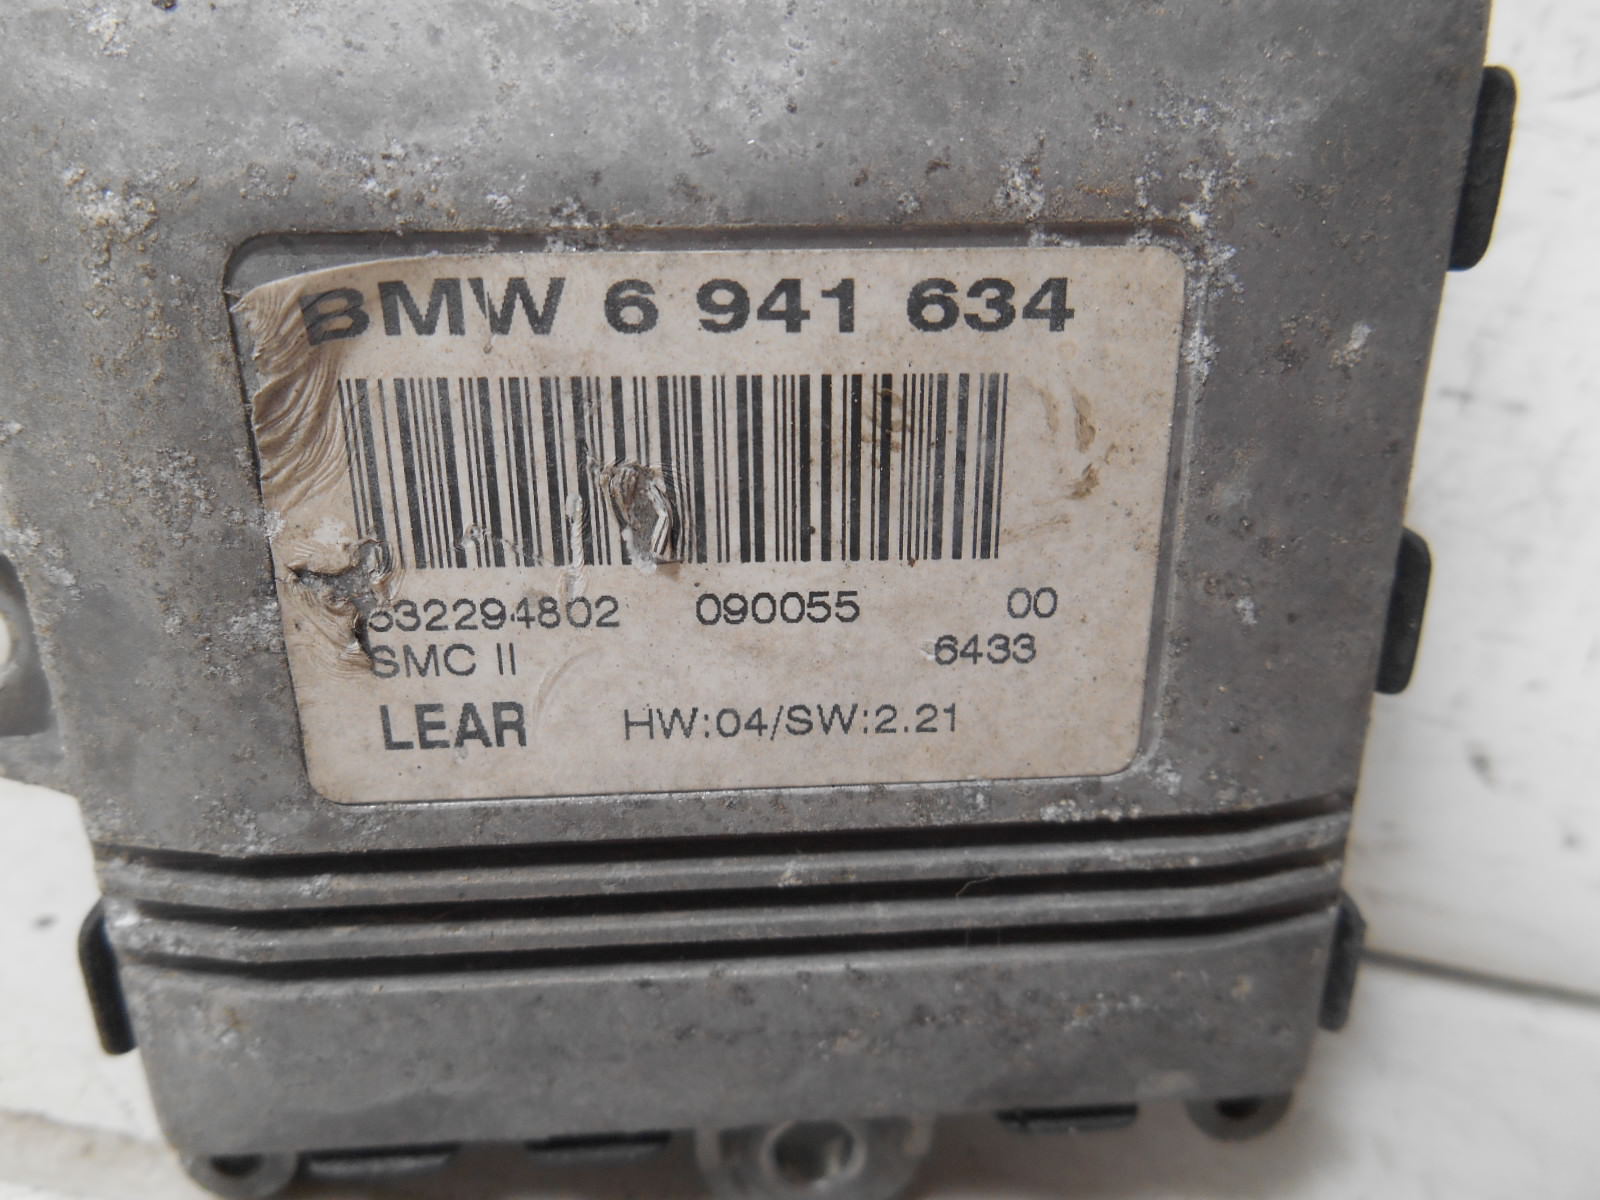 BMW 6 941 634
632294802 090055 00
SMC II 6433
LEAR HW:04/SW:2.21